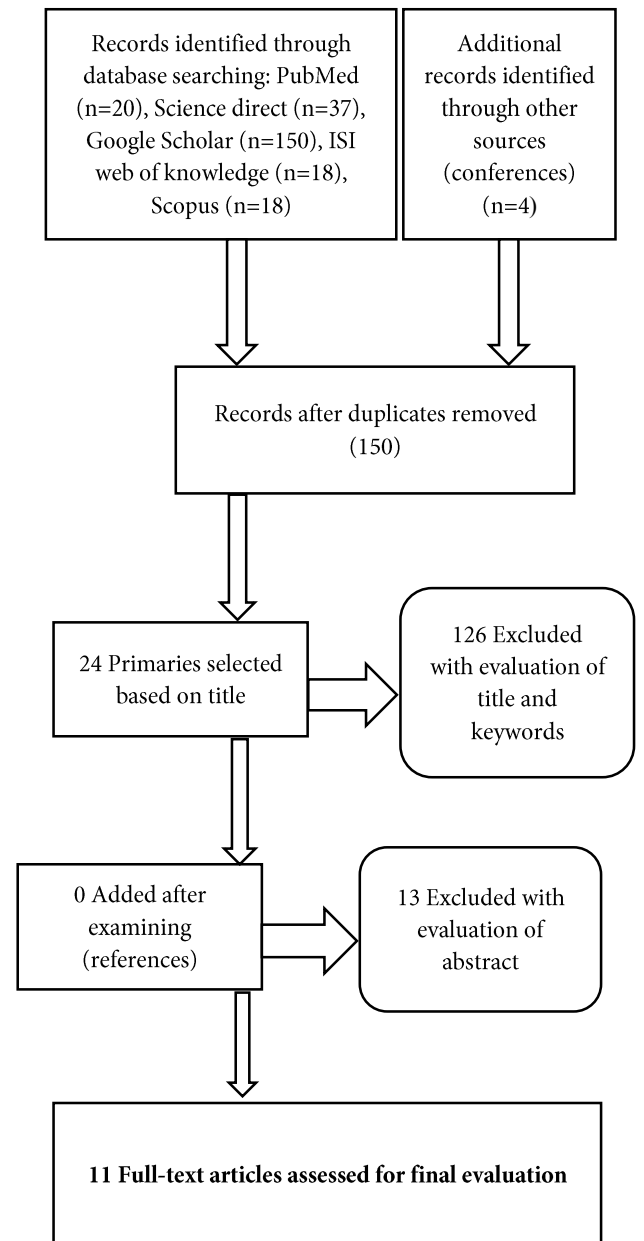 Records identified through
database searching: PubMed
(n=20), Science direct (n=37),
Google Scholar (n=150), ISI
web of knowledge (n=18),
Scopus (n=18)
Additional
records identified
through other
sources
(conferences)
(n=4)
Records after duplicates removed
(150)
24 Primaries selected
based on title
126 Excluded
with evaluation of
title and
keywords
0 Added after
examining
(references)
13 Excluded with
evaluation of
abstract
11 Full-text articles assessed for final evaluation